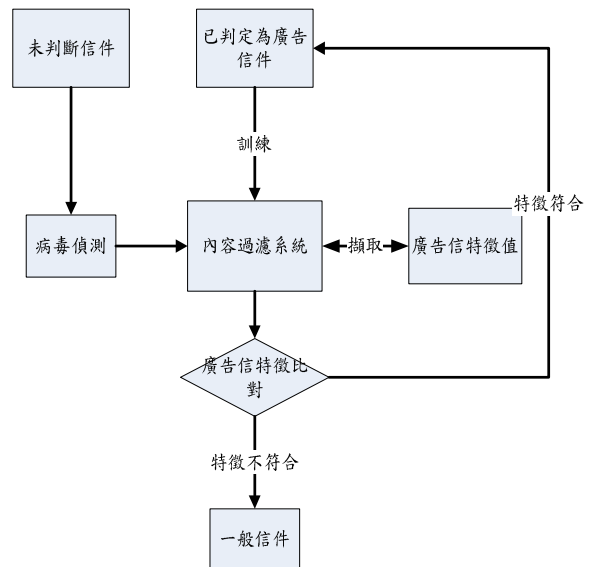 未判斷信件
已判定為廣告
信件
訓練
特徵符合
病毒偵測
內容過濾系統
擷取
廣告信特徵值
廣告信特徵比
對
特徵不符合
一般信件